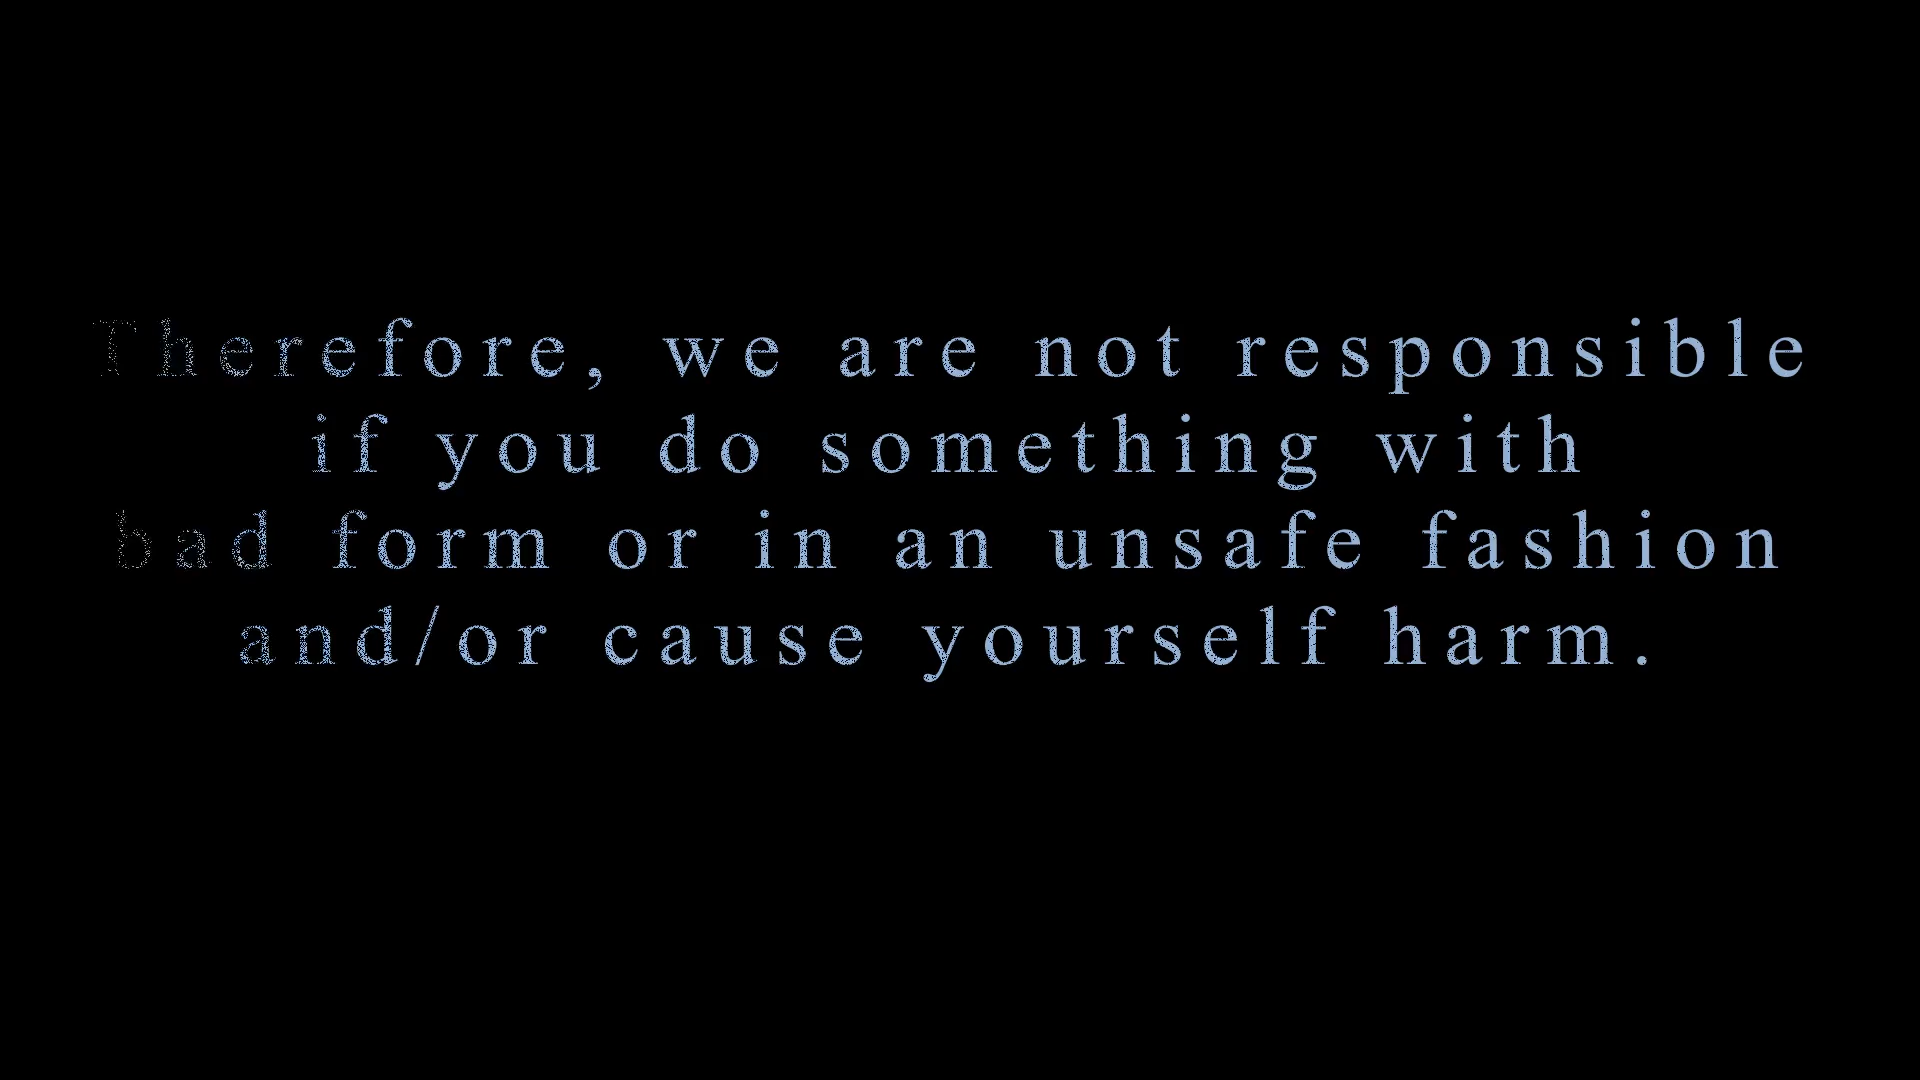 Therefore, we are not responsible
if you do something with
bad form or in an unsafe fashion
and/or cause yourself harm.